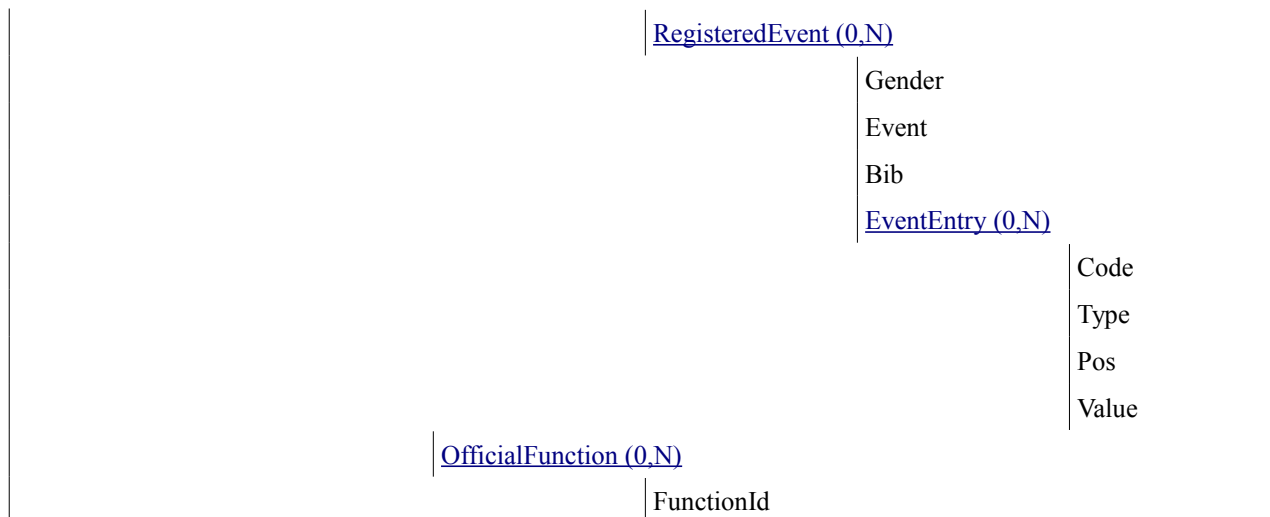 RegisteredEvent (0,N)
Gender
Event
Bib
EventEntry (0,N)
Code
Type
Pos
Value
OfficialFunction (0,N)
FunctionId